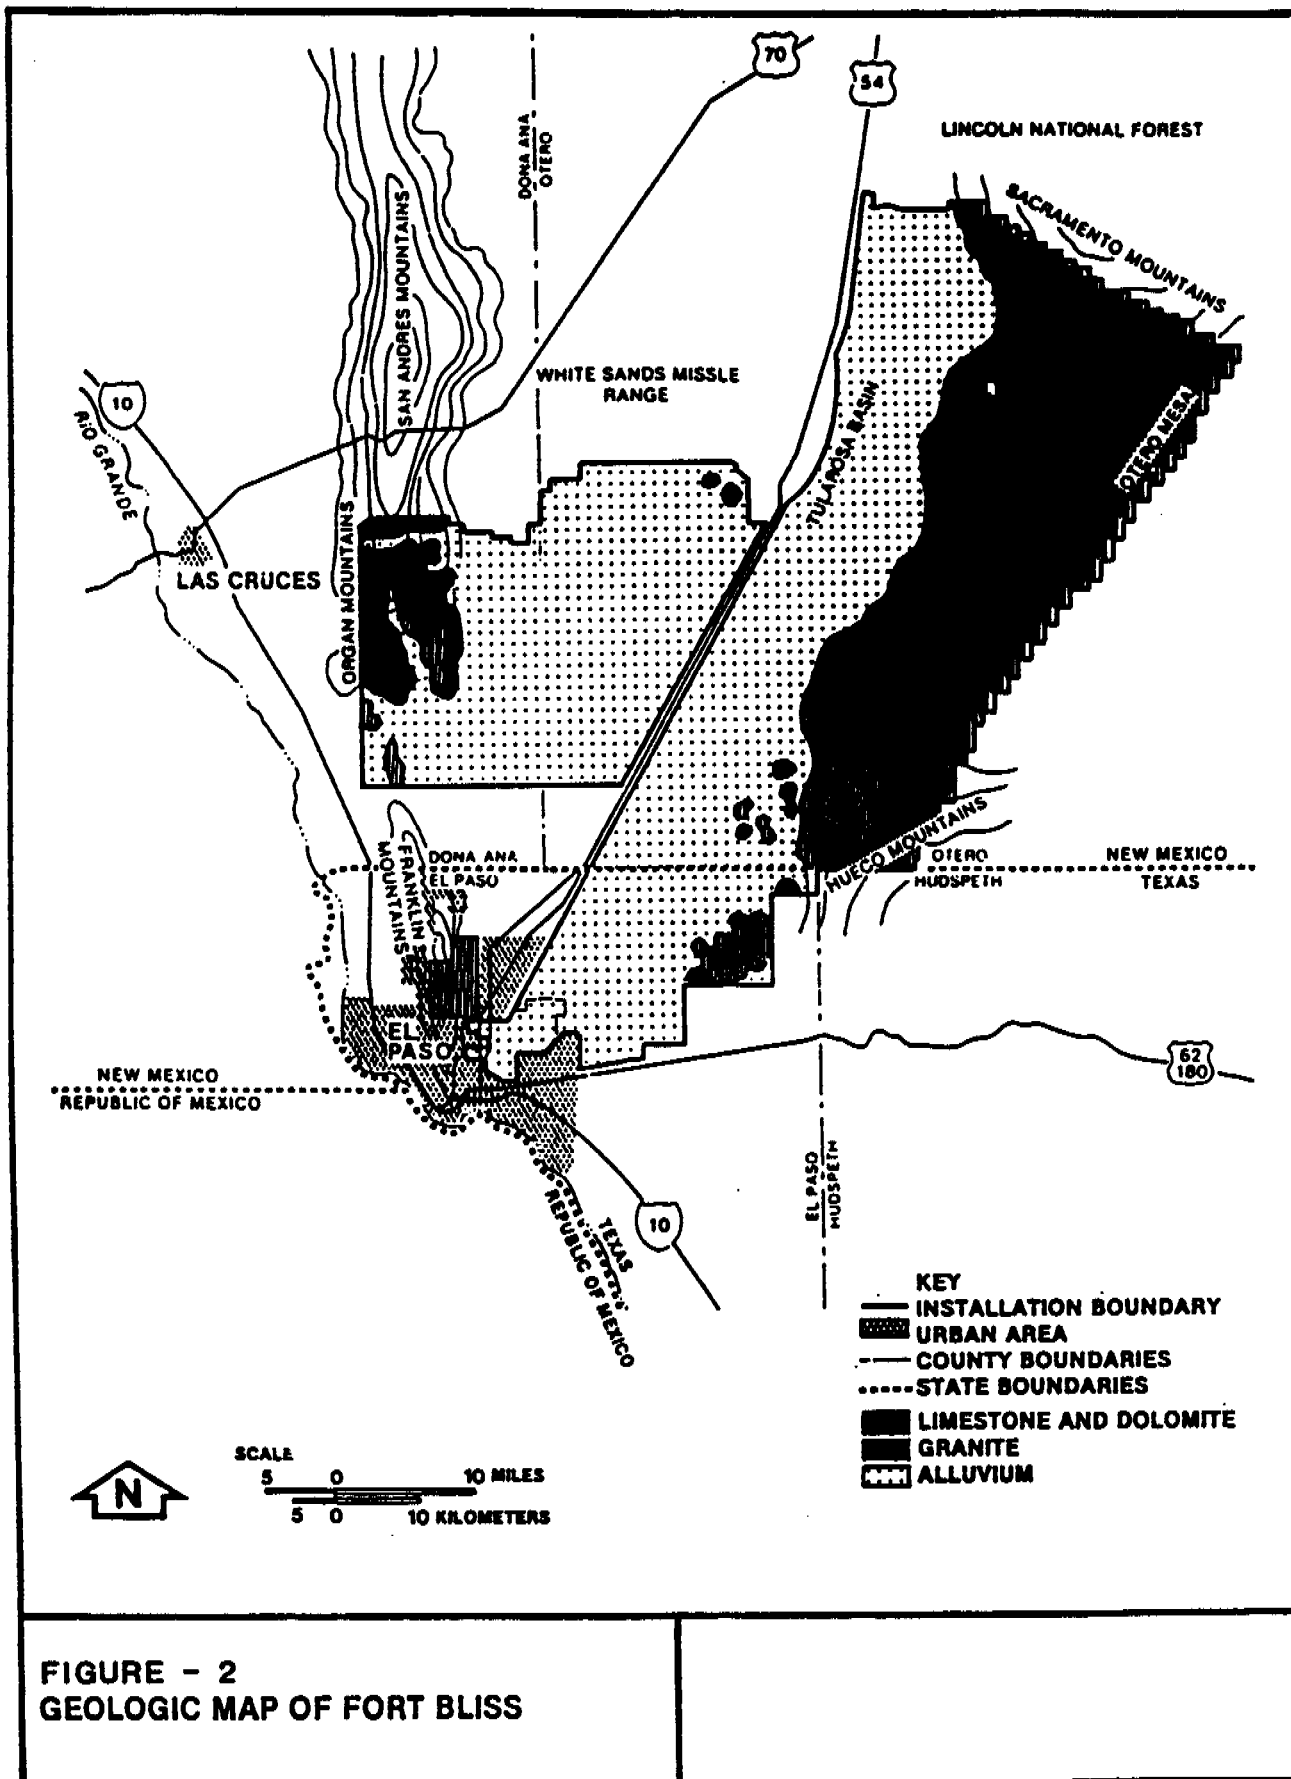 70
54
LINCOLN NATIONAL FOREST
DONA ANA
OTERO
SACRAMENTO MOUNTAINS
SAN ANDRES MOUNTAINS
WHITE SANDS MISSLE
RANGE
10
RIO GRANDE
TULAROSA BASIN
OTERO MESA
ORGAN MOUNTAINS
LAS CRUCES
HUECO MOUNTAINS
FRANKLIN
MOUNTAINS
DONA ANA
EL PASO
OTERO
HUDSPETH
NEW MEXICO
TEXAS
EL
PASO
NEW MEXICO
REPUBLIC OF MEXICO
62
180
EL PASO
HUDSPETH
TEXAS
REPUBLIC OF MEXICO
10
KEY
INSTALLATION BOUNDARY
URBAN AREA
COUNTY BOUNDARIES
STATE BOUNDARIES
LIMESTONE AND DOLOMITE
GRANITE
ALLUVIUM
SCALE
5 0 10 MILES
5 0 10 KILOMETERS
N
FIGURE - 2
GEOLOGIC MAP OF FORT BLISS